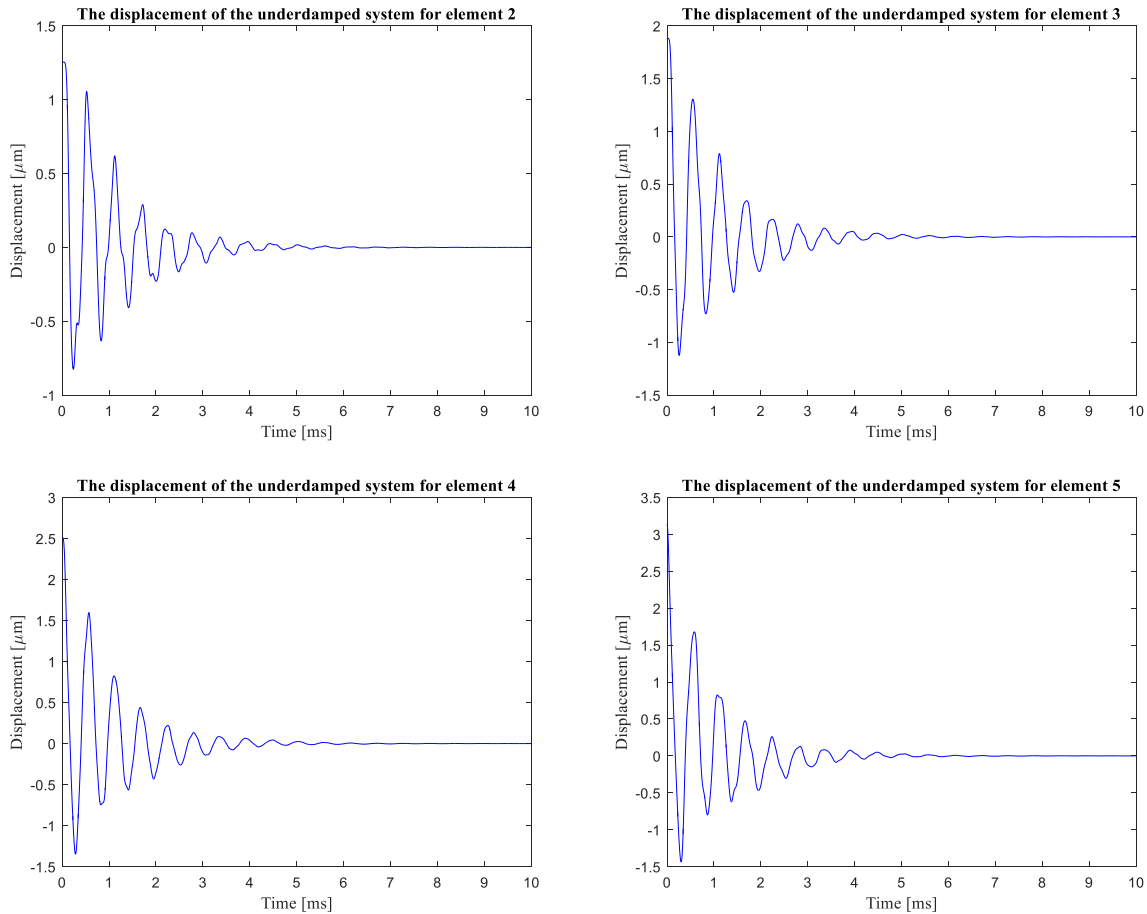 The displacement of the underdamped system for element 2
1.5
1
0.5
0
-0.5
-1
Displacement [μm]
0 1 2 3 4 5 6 7 8 9 10
Time [ms]
The displacement of the underdamped system for element 3
2
1.5
1
0.5
0
-0.5
-1
-1.5
Displacement [μm]
0 1 2 3 4 5 6 7 8 9 10
Time [ms]
The displacement of the underdamped system for element 4
3
2.5
2
1.5
1
0.5
0
-0.5
-1
-1.5
Displacement [μm]
0 1 2 3 4 5 6 7 8 9 10
Time [ms]
The displacement of the underdamped system for element 5
3.5
3
2.5
2
1.5
1
0.5
0
-0.5
-1
-1.5
Displacement [μm]
0 1 2 3 4 5 6 7 8 9 10
Time [ms]